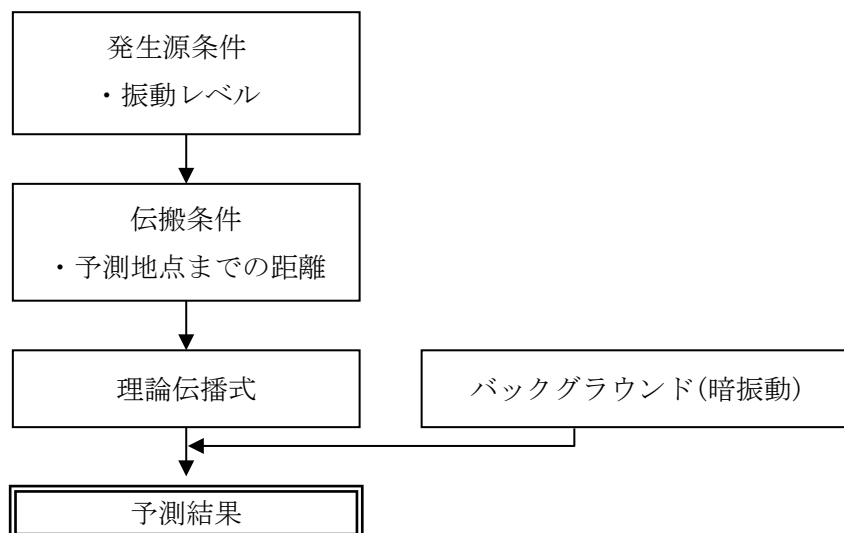 発生源条件
・振動レベル
伝搬条件
・予測地点までの距離
理論伝播式
バックグラウンド(暗振動)
予測結果